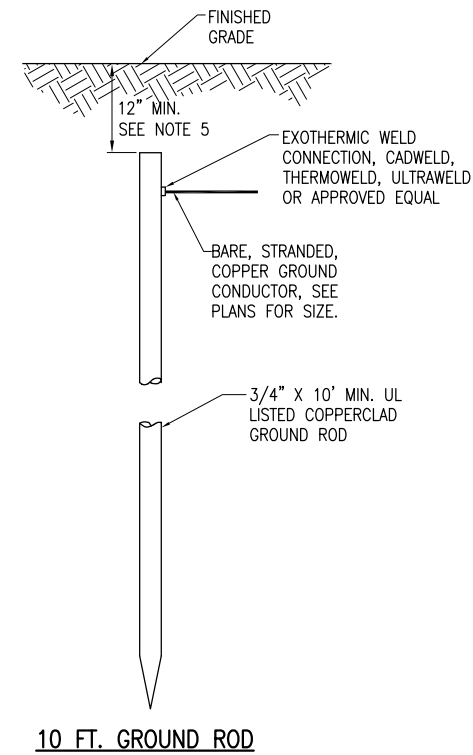 FINISHED
GRADE
12" MIN.
SEE NOTE 5
EXOTHERMIC WELD
CONNECTION, CADWELD,
THERMOWELD, ULTRAWELD
OR APPROVED EQUAL
BARE, STRANDED,
COPPER GROUND
CONDUCTOR, SEE
PLANS FOR SIZE.
3/4" X 10' MIN. UL
LISTED COPPERCLAD
GROUND ROD
10 FT. GROUND ROD